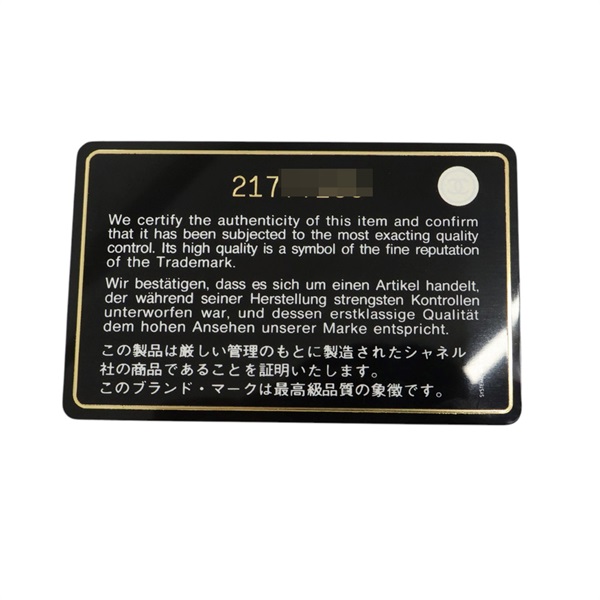 217
We certify the authenticity of this item and confirm
that it has been subjected to the most exacting quality
control. Its high quality is a symbol of the fine reputation
of the Trademark.
Wir bestätigen, dass es sich um einen Artikel handelt,
der während seiner Herstellung strengsten Kontrollen
unterworfen war, und dessen erstklassige Qualität
dem hohen Ansehen unserer Marke entspricht.
この製品は厳しい管理のもとに製造されたシャネル
社の商品であることを証明いたします。
このブランド・マークは最高級品質の象徴です。